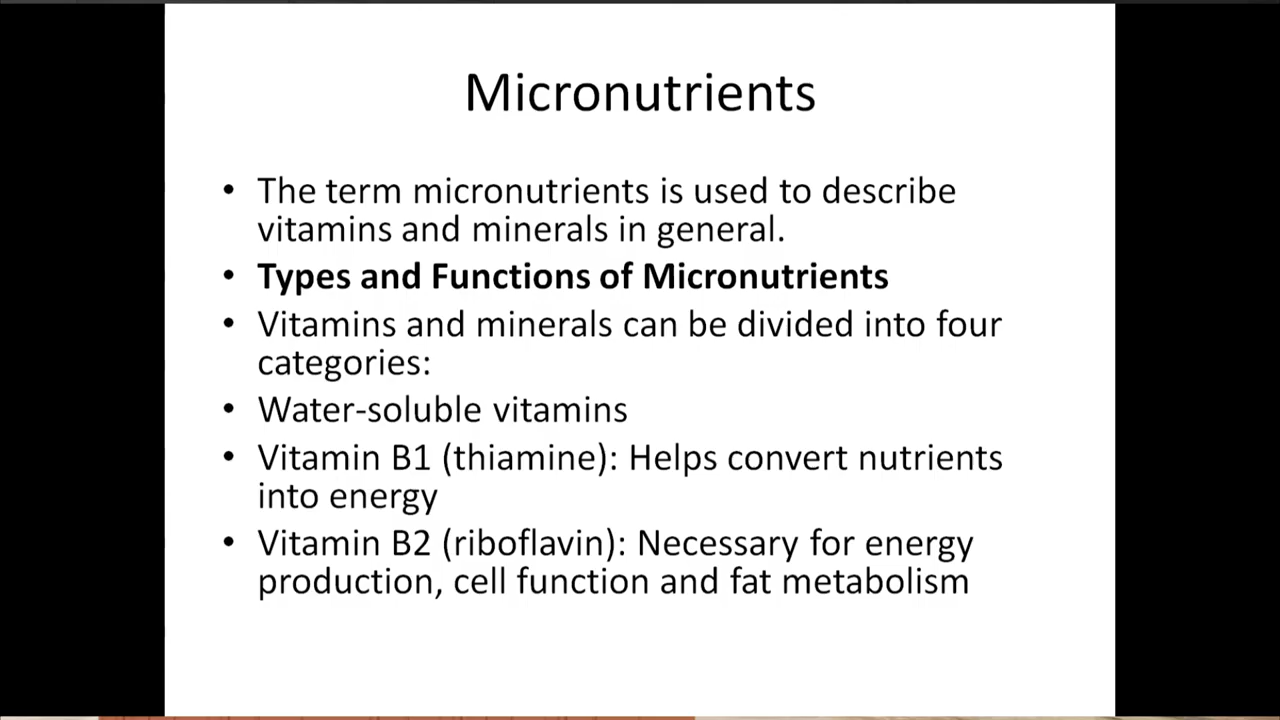 Micronutrients
• The term micronutrients is used to describe
vitamins and minerals in general.
• Types and Functions of Micronutrients
• Vitamins and minerals can be divided into four
categories:
• Water-soluble vitamins
• Vitamin B1 (thiamine): Helps convert nutrients
into energy
• Vitamin B2 (riboflavin): Necessary for energy
production, cell function and fat metabolism